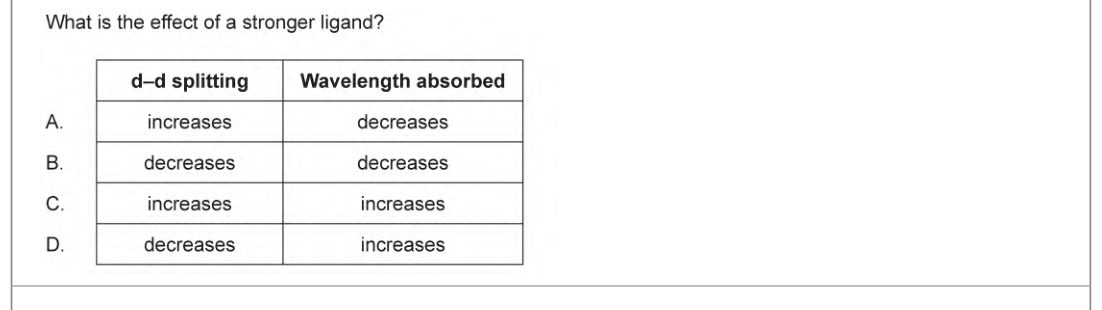 What is the effect of a stronger ligand?
d–d splitting Wavelength absorbed
A. increases decreases
B. decreases decreases
C. increases increases
D. decreases increases